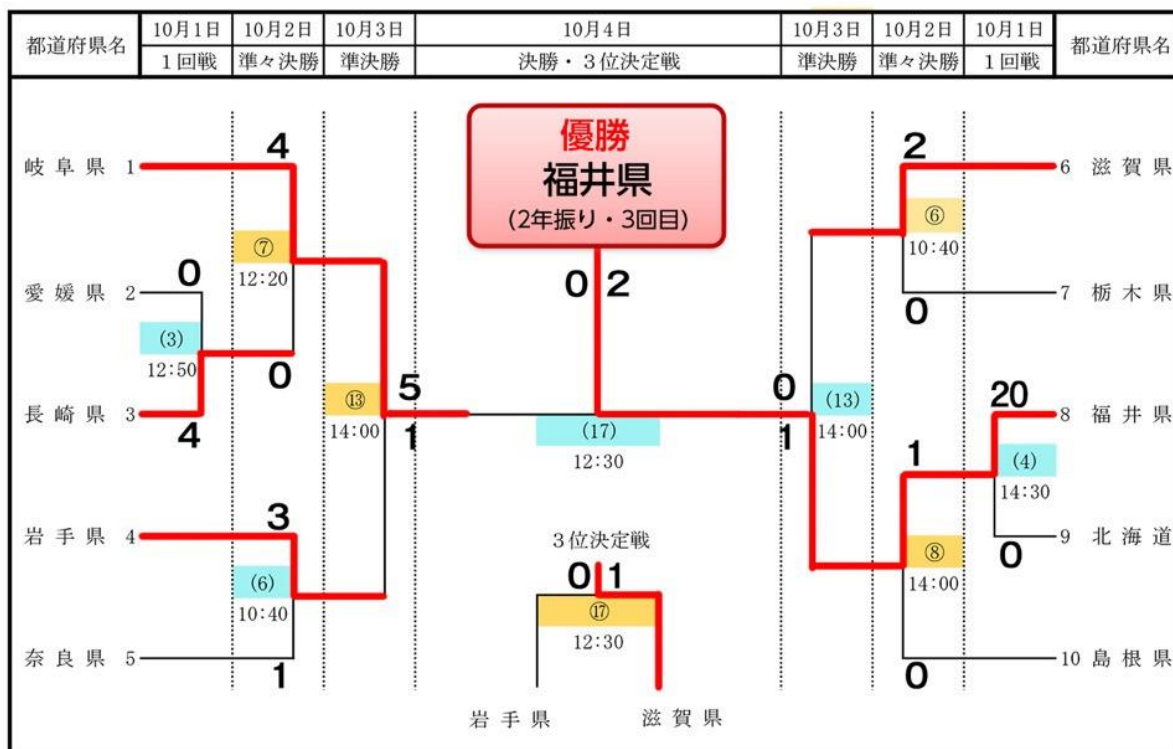 都道府県名 10月1日 10月2日 10月3日 10月4日 10月3日 10月2日 10月1日 都道府県名
1回戦 準々決勝 準決勝 決勝・3位決定戦 準決勝 準々決勝 1回戦
優勝
福井県
(2年振り・3回目)
岐阜県 1 4
2 6 滋賀県
⑦
12:20
⑥
10:40
0
愛媛県 2
0 2
0 7 栃木県
(3)
12:50
0
長崎県 3
4
⑬
14:00
5
1
(17)
12:30
0
1
(13)
14:00
20
8 福井県
1
(4)
14:30
岩手県 4 3
3位決定戦
⑧
14:00
9 北海道
0
(6)
10:40
0 1
⑰
12:30
奈良県 5
1
0
10 島根県
岩手県 滋賀県